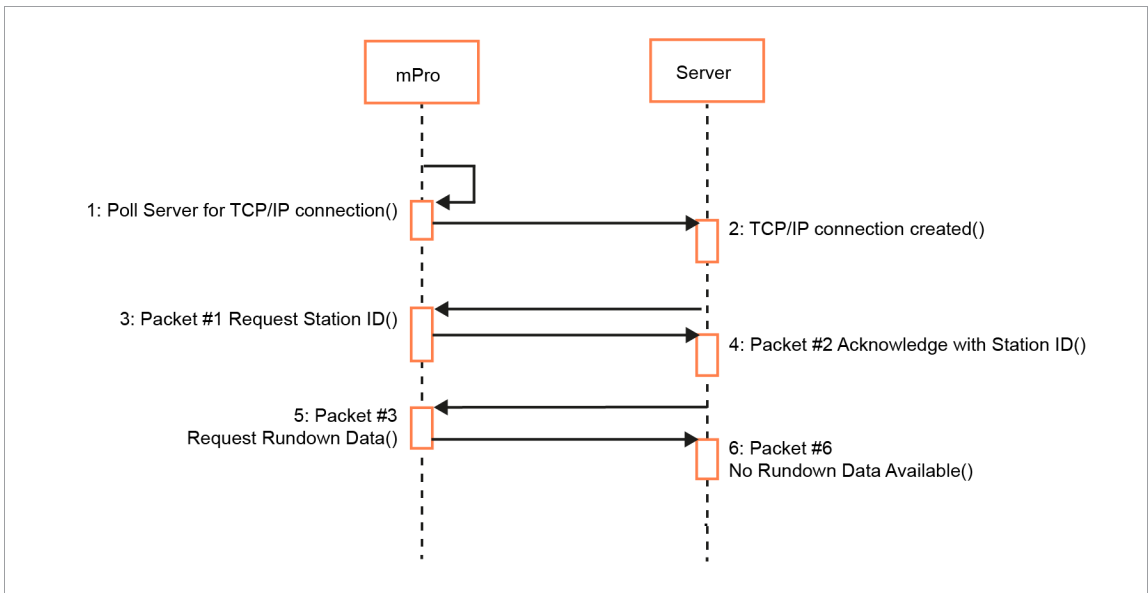 mPro
Server
1: Poll Server for TCP/IP connection()
2: TCP/IP connection created()
3: Packet #1 Request Station ID()
4: Packet #2 Acknowledge with Station ID()
5: Packet #3
Request Rundown Data()
6: Packet #6
No Rundown Data Available()